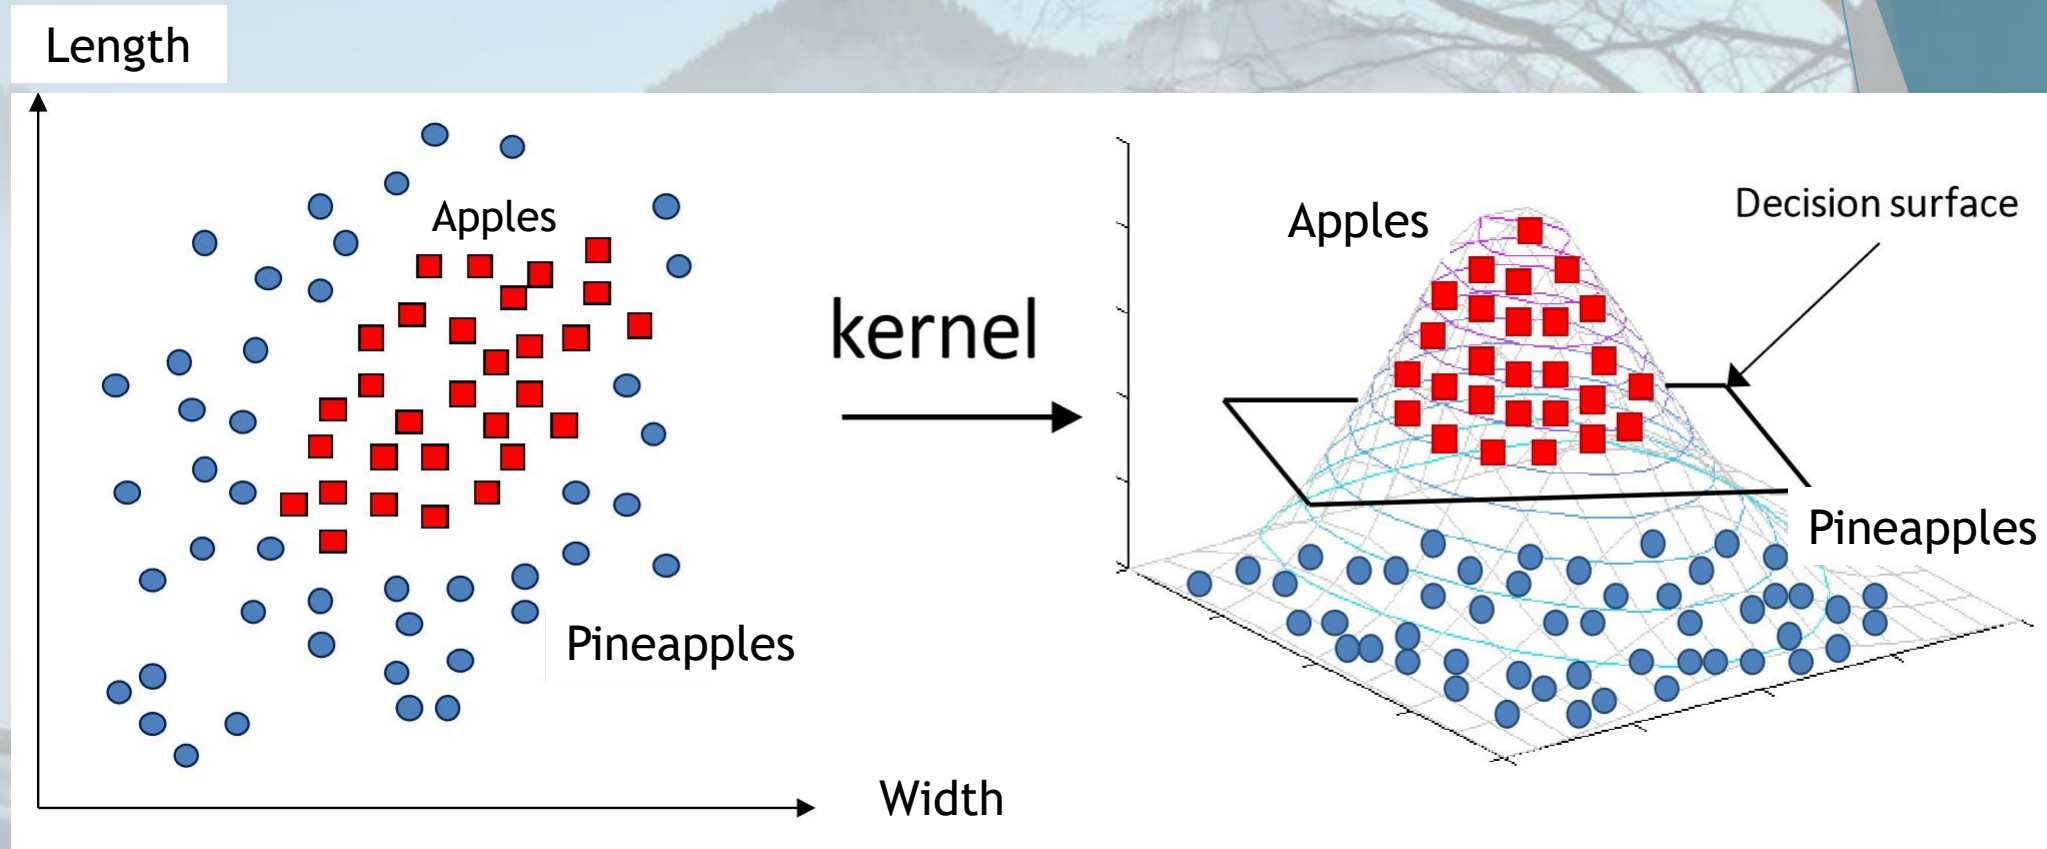 Length
Apples
Pineapples
Width
kernel
Apples
Decision surface
Pineapples